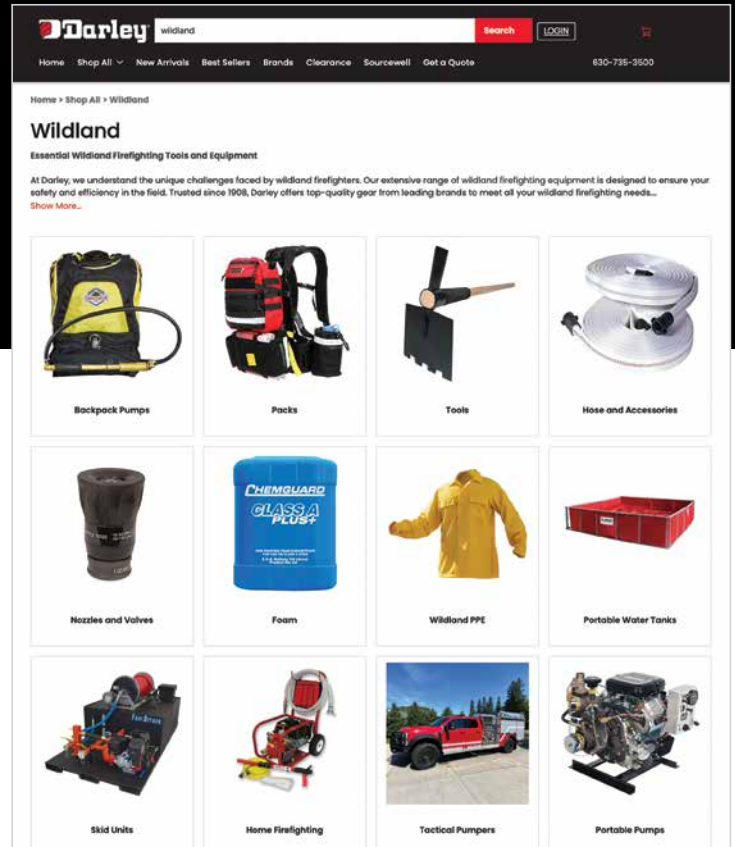 Darley
wildland
Search
LOGIN
Home Shop All New Arrivals Best Sellers Brands Clearance Sourcewell Get a Quote 630-735-3500
Home > Shop All > Wildland
Wildland
Essential Wildland Firefighting Tools and Equipment
At Darley, we understand the unique challenges faced by wildland firefighters. Our extensive range of wildland firefighting equipment is designed to ensure your
safety and efficiency in the field. Trusted since 1908, Darley offers top-quality gear from leading brands to meet all your wildland firefighting needs...
Show More...
Backpack Pumps
Packs
Tools
Hose and Accessories
CHEMGUARD
CLASS A
PLUS+
Nozzles and Valves
Foam
Wildland PPE
Portable Water Tanks
FAST ATTACK
Skid Units
Home Firefighting
Tactical Pumpers
Portable Pumps